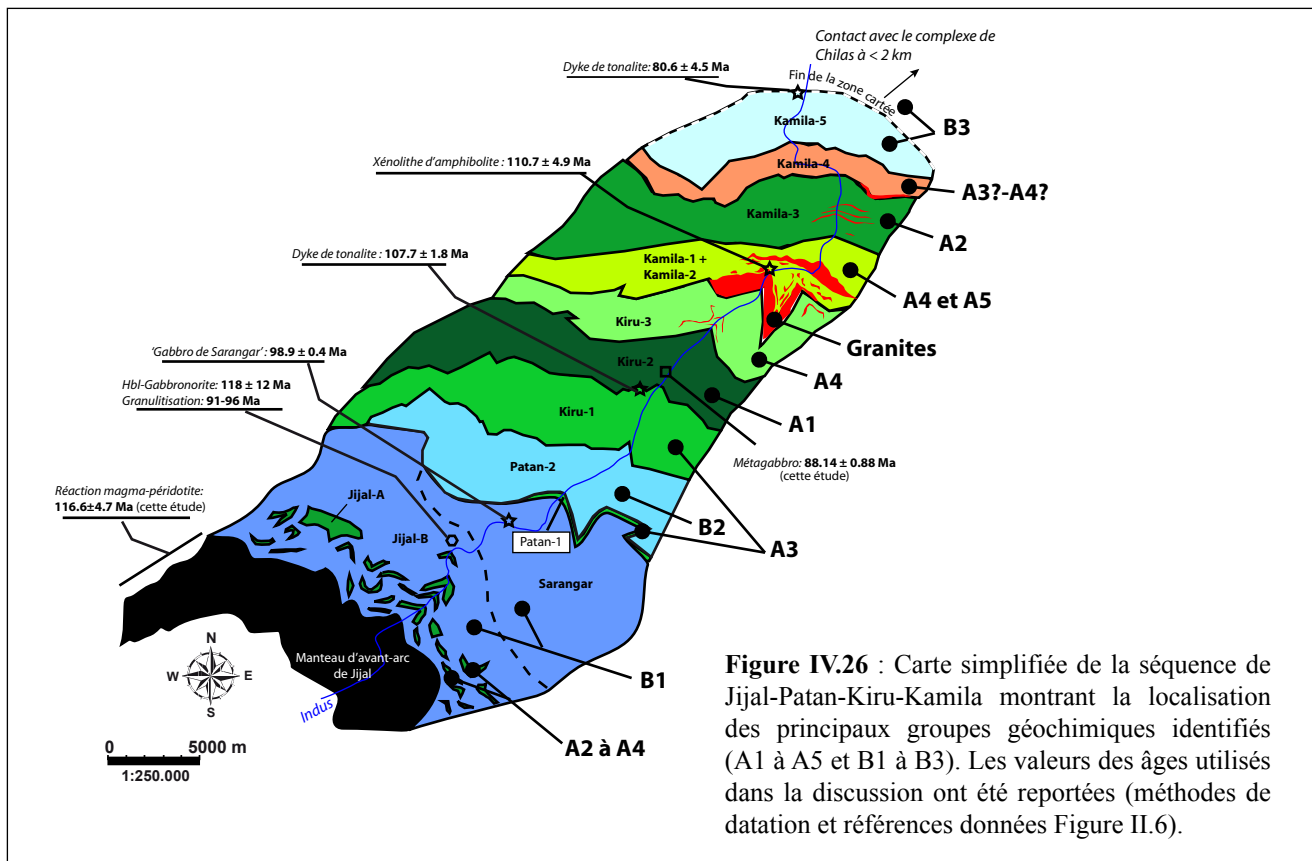 Contact avec le complexe de
Chilas à < 2 km
Dyke de tonalite : 80.6 ± 4.5 Ma
Fin de la zone cartée
Kamila-5
B3
Xénolithe d'amphibolite : 110.7 ± 4.9 Ma
Kamila-4
A3?-A4?
Kamila-3
A2
Dyke de tonalite : 107.7 ± 1.8 Ma
Kamila-1 +
Kamila-2
A4 et A5
Kiru-3
Granites
'Gabbro de Sarangar' : 98.9 ± 0.4 Ma
Kiru-2
A4
Hbl-Gabbronorite: 118 ± 12 Ma
Granulitisation: 91-96 Ma
Kiru-1
A1
Métagabbro: 88.14 ± 0.88 Ma
(cette étude)
Patan-2
Réaction magma-péridotite:
116.6±4.7 Ma (cette étude)
Jijal-A
B2
Jijal-B
Patan-1
A3
Sarangar
N
W
E
S
Manteau d'avant-arc
de Jijal
B1
Indus
A2 à A4
0 5000 m
1:250.000
Figure IV.26 : Carte simplifiée de la séquence de
Jijal-Patan-Kiru-Kamila montrant la localisation
des principaux groupes géochimiques identifiés
(A1 à A5 et B1 à B3). Les valeurs des âges utilisés
dans la discussion ont été reportées (méthodes de
datation et références données Figure II.6).